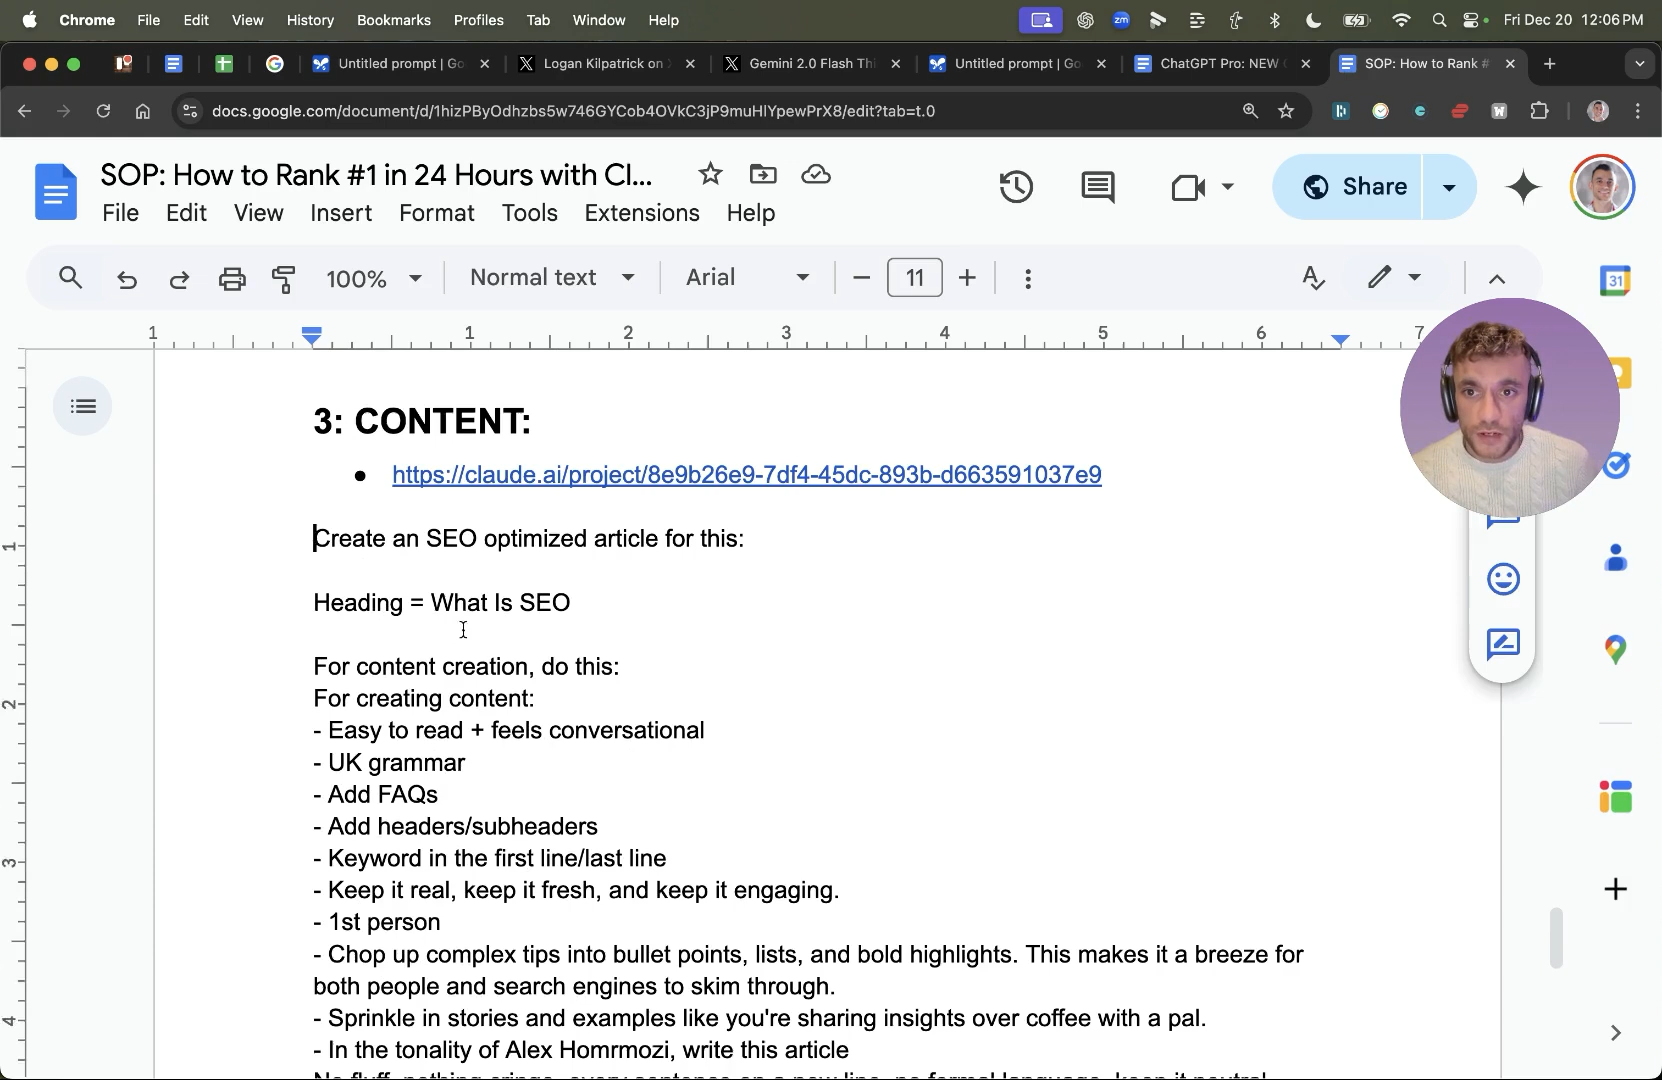 Chrome File Edit View History Bookmarks Profiles Tab Window Help zm Fri Dec 20 12:06 PM
Untitled prompt | Go Logan Kilpatrick on Gemini 2.0 Flash Thi Untitled prompt | Go ChatGPT Pro: NEW SOP: How to Rank #
docs.google.com/document/d/1hizPByOdhzbs5w746GYCob4OVkC3jP9muHlYpewPrX8/edit?tab=t.0
SOP: How to Rank #1 in 24 Hours with Cl...
Share
File Edit View Insert Format Tools Extensions Help
100% Normal text Arial 11
31
1 1 2 3 4 5 6 7
3: CONTENT:
● https://claude.ai/project/8e9b26e9-7df4-45dc-893b-d663591037e9
Create an SEO optimized article for this:
1
Heading = What Is SEO
For content creation, do this:
For creating content:
2
- Easy to read + feels conversational
- UK grammar
- Add FAQs
- Add headers/subheaders
- Keyword in the first line/last line
3
- Keep it real, keep it fresh, and keep it engaging.
- 1st person
- Chop up complex tips into bullet points, lists, and bold highlights. This makes it a breeze for
both people and search engines to skim through.
- Sprinkle in stories and examples like you're sharing insights over coffee with a pal.
4
- In the tonality of Alex Homrmozi, write this article